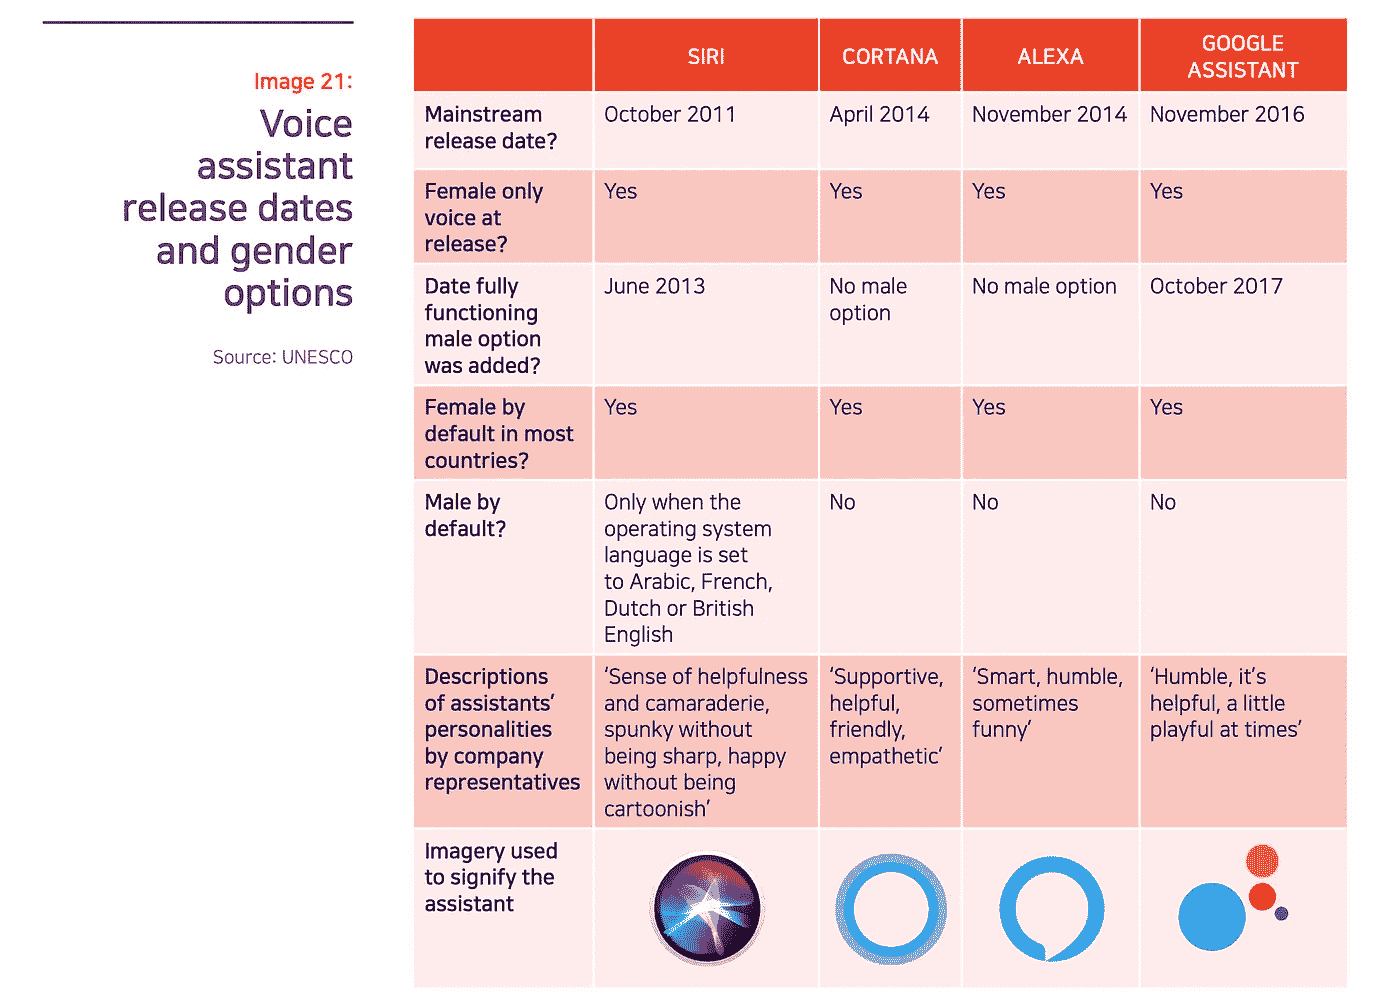 Image 21:
Voice
assistant
release dates
and gender
options
Source: UNESCO
SIRI
CORTANA
ALEXA
GOOGLE
ASSISTANT
Mainstream
release date?
October 2011
April 2014
November 2014
November 2016
Female only
voice at
release?
Yes
Yes
Yes
Yes
Date fully
functioning
male option
was added?
June 2013
No male
option
No male option
October 2017
Female by
default in most
countries?
Yes
Yes
Yes
Yes
Male by
default?
Only when the
operating system
language is set
to Arabic, French,
Dutch or British
English
No
No
No
Descriptions
of assistants’
personalities
by company
representatives
‘Sense of helpfulness
and camaraderie,
spunky without
being sharp, happy
without being
cartoonish’
‘Supportive,
helpful,
friendly,
empathetic’
‘Smart, humble,
sometimes
funny’
‘Humble, it’s
helpful, a little
playful at times’
Imagery used
to signify the
assistant